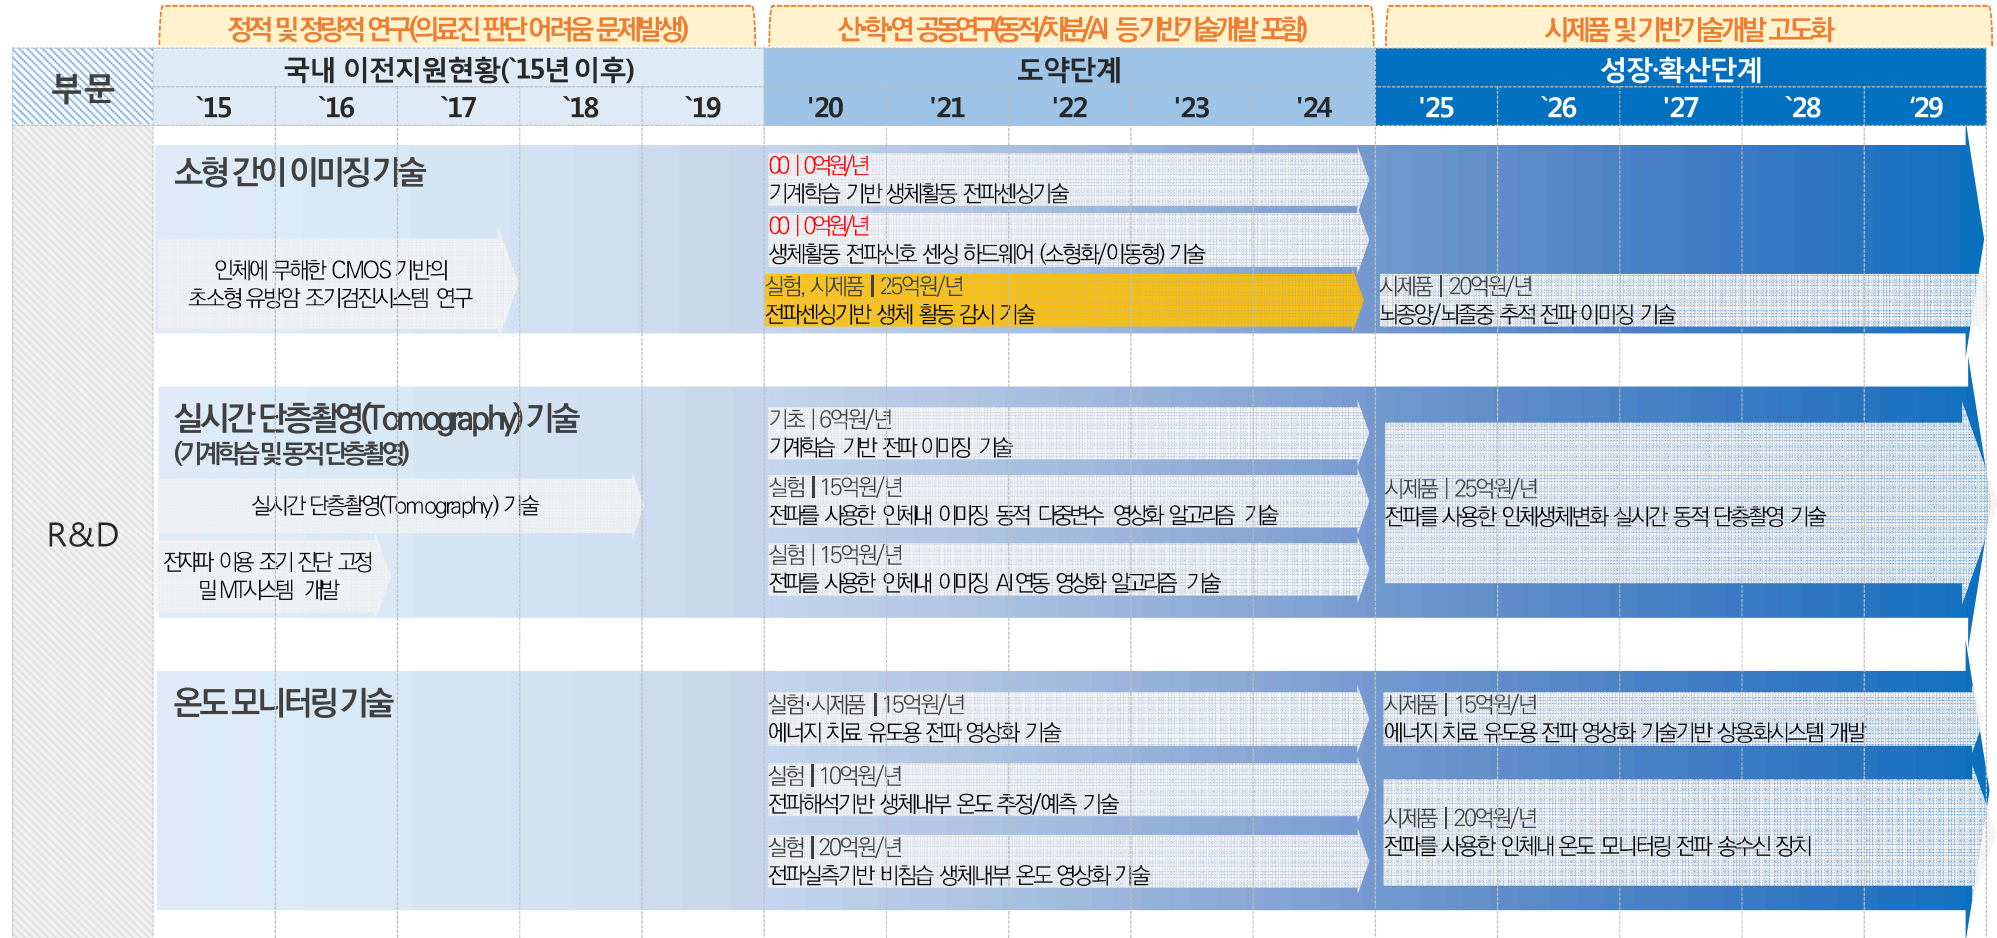 정적 및 정량적 연구(의료진 판단 어려움 문제발생)
산·학·연 공동연구(동적/차분/AI 등 기반기술개발 포함)
시제품 및 기반기술개발 고도화
부 문
국내 이전지원현황(`15년 이후)
도약단계
성장·확산단계
`15 `16 `17 `18 `19 '20 '21 '22 '23 '24 '25 `26 '27 `28 ‘29
R&D
소형 간이 이미징 기술
인체에 무해한 CMOS 기반의
초소형 유방암 조기검진시스템 연구
00 | 0억원/년
기계학습 기반 생체활동 전파센싱기술
00 | 0억원/년
생체활동 전파신호 센싱 하드웨어 (소형화/이동형) 기술
실험, 시제품 | 25억원/년
전파센싱기반 생체 활동 감시 기술
시제품 | 20억원/년
뇌종양/뇌졸중 추적 전파 이미징 기술
실시간 단층촬영(Tomography) 기술
(기계학습 및 동적 단층촬영)
실시간 단층촬영(Tomography) 기술
전자파 이용 조기 진단 고정
밀 MT시스템 개발
기초 | 6억원/년
기계학습 기반 전파 이미징 기술
실험 | 15억원/년
전파를 사용한 인체내 이미징 동적 다중변수 영상화 알고리즘 기술
실험 | 15억원/년
전파를 사용한 인체내 이미징 AI 연동 영상화 알고리즘 기술
시제품 | 25억원/년
전파를 사용한 인체생체변화 실시간 동적 단층촬영 기술
온도 모니터링 기술
실험·시제품 | 15억원/년
에너지 치료 유도용 전파 영상화 기술
실험 | 10억원/년
전파해석기반 생체내부 온도 추정/예측 기술
실험 | 20억원/년
전파실측기반 비침습 생체내부 온도 영상화 기술
시제품 | 15억원/년
에너지 치료 유도용 전파 영상화 기술기반 상용화시스템 개발
시제품 | 20억원/년
전파를 사용한 인체내 온도 모니터링 전파 송수신 장치